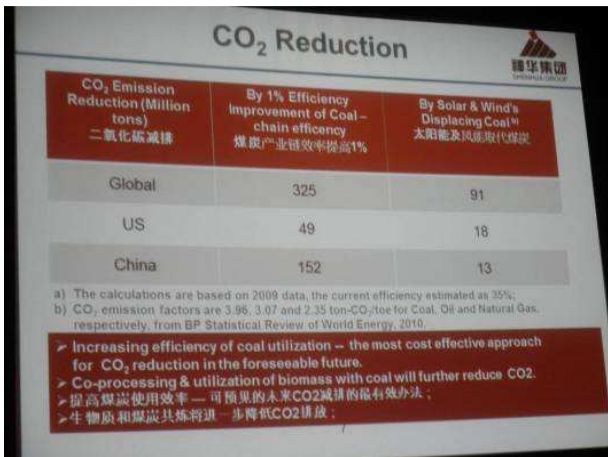 CO₂ Reduction
神华集团
SHENHUA GROUP
CO₂ Emission
Reduction (Million
tons)
二氧化碳减排
By 1% Efficiency
Improvement of Coal –
chain efficency
煤炭产业链效率提高1%
By Solar & Wind's
Displacing Coal b)
太阳能及风能取代煤炭
Global 325 91
US 49 18
China 152 13
a) The calculations are based on 2009 data, the current efficiency estimated as 35%;
b) CO₂ emission factors are 3.96, 3.07 and 2.35 ton-CO₂/toe for Coal, Oil and Natural Gas,
respectively, from BP Statistical Review of World Energy, 2010.
➢ Increasing efficiency of coal utilization -- the most cost effective approach
for CO₂ reduction in the foreseeable future.
➢ Co-processing & utilization of biomass with coal will further reduce CO2.
➢ 提高煤炭使用效率 — 可预见的未来CO2减排的最有效办法；
➢ 生物质和煤炭共炼将进一步降低CO2排放；